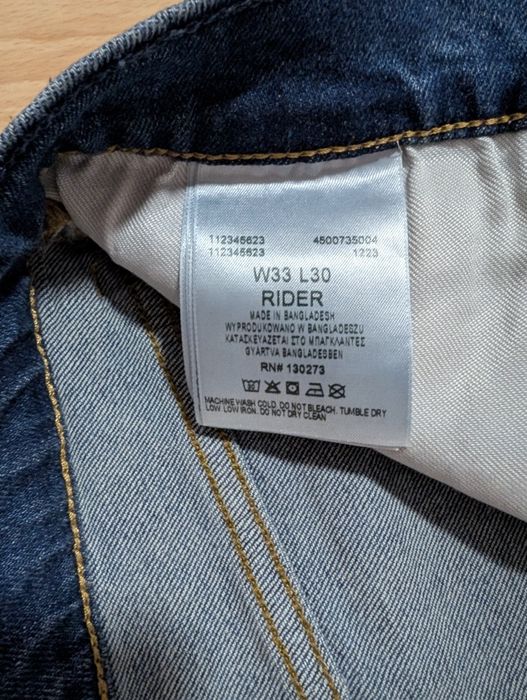 112345623 4500735004
112345623 1223
W33 L30
RIDER
MADE IN BANGLADESH
WYPRODUKOWANO W BANGLADESZU
ΚΑΤΑΣΚΕΥΑΖΕΤΑΙ ΣΤΟ ΜΠΑΓΚΛΑΝΤΕΣ
GYÁRTVA BANGLADESBEN
RN# 130273
MACHINE WASH COLD. DO NOT BLEACH. TUMBLE DRY
LOW. LOW IRON. DO NOT DRY CLEAN